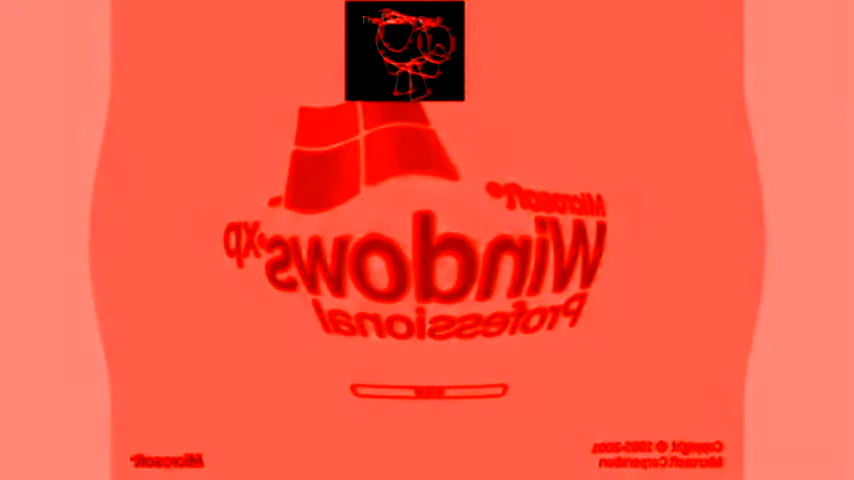 Microsoft®
Windows xp
Professional
Copyright © 1985-2001
Microsoft Corporation
Microsoft